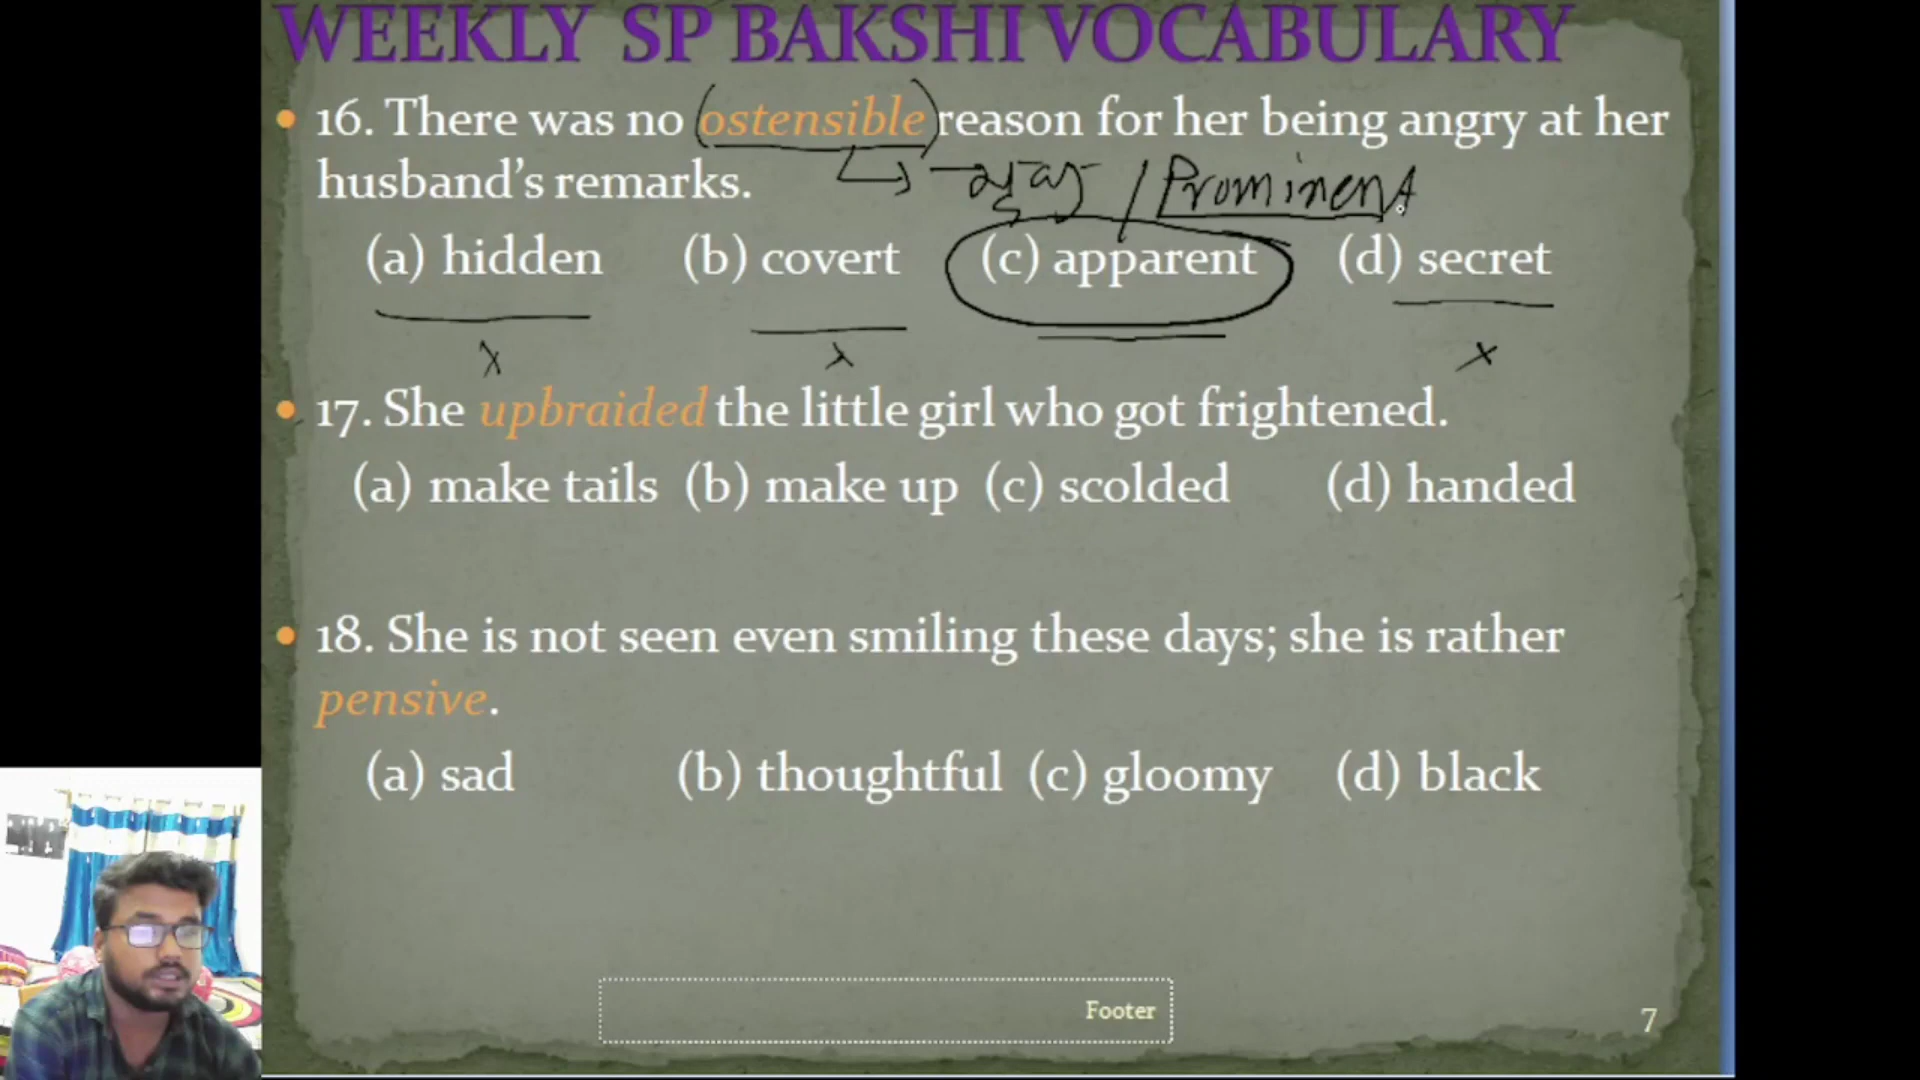 WEEKLY SP BAKSHI VOCABULARY
• 16. There was no ostensible reason for her being angry at her
husband's remarks.
Prominent
(a) hidden (b) covert (c) apparent (d) secret
x x x
• 17. She upbraided the little girl who got frightened.
(a) make tails (b) make up (c) scolded (d) handed
• 18. She is not seen even smiling these days; she is rather
pensive.
(a) sad (b) thoughtful (c) gloomy (d) black
Footer
7